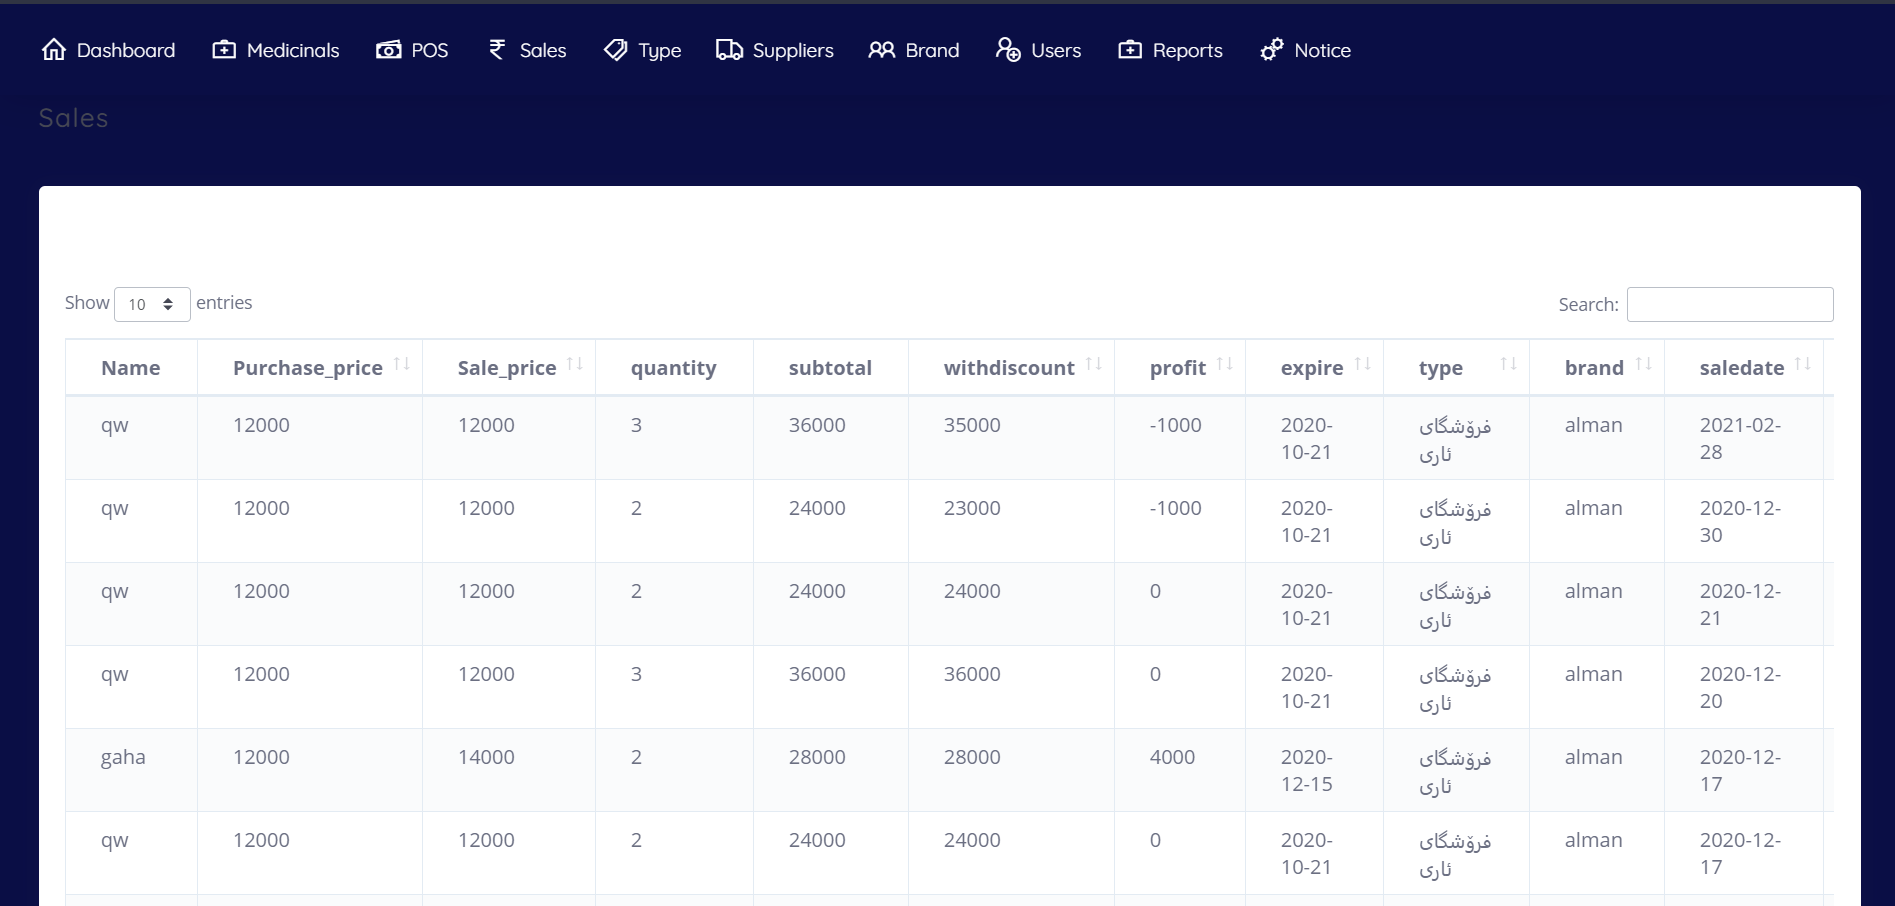 Dashboard Medicinals POS Sales Type Suppliers Brand Users Reports Notice
Sales
Show 10 entries Search:
Name Purchase_price Sale_price quantity subtotal withdiscount profit expire type brand saledate
qw 12000 12000 3 36000 35000 -1000 2020- فرۆشگای alman 2021-02-
10-21 ئاری 28
qw 12000 12000 2 24000 23000 -1000 2020- فرۆشگای alman 2020-12-
10-21 ئاری 30
qw 12000 12000 2 24000 24000 0 2020- فرۆشگای alman 2020-12-
10-21 ئاری 21
qw 12000 12000 3 36000 36000 0 2020- فرۆشگای alman 2020-12-
10-21 ئاری 20
gaha 12000 14000 2 28000 28000 4000 2020- فرۆشگای alman 2020-12-
12-15 ئاری 17
qw 12000 12000 2 24000 24000 0 2020- فرۆشگای alman 2020-12-
10-21 ئاری 17